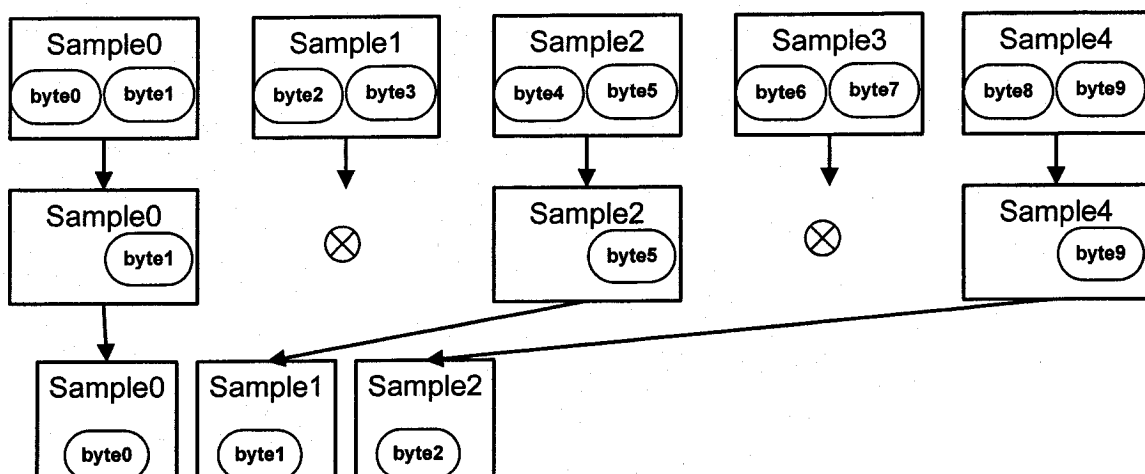 Sample0 Sample1 Sample2 Sample3 Sample4
byte0 byte1 byte2 byte3 byte4 byte5 byte6 byte7 byte8 byte9
Sample0 Sample2 Sample4
byte1 byte5 byte9
Sample0 Sample1 Sample2
byte0 byte1 byte2